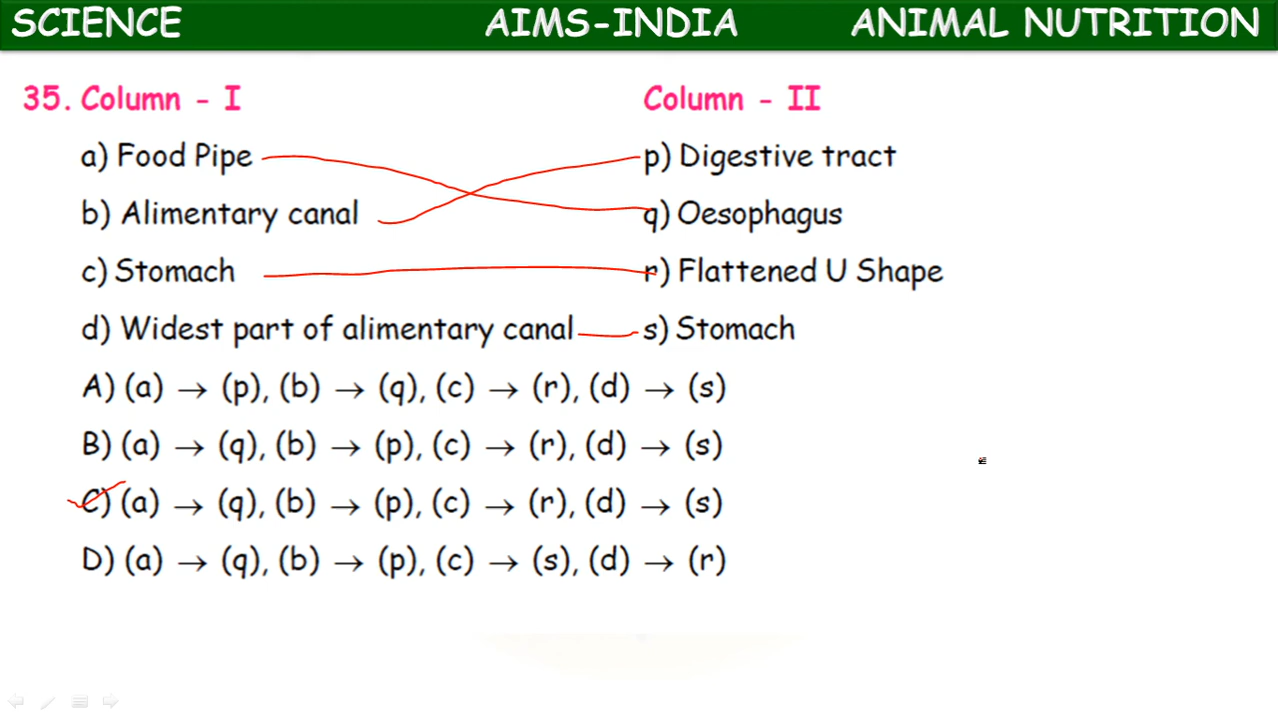 SCIENCE AIMS-INDIA ANIMAL NUTRITION
35. Column - I Column - II
a) Food Pipe p) Digestive tract
b) Alimentary canal q) Oesophagus
c) Stomach r) Flattened U Shape
d) Widest part of alimentary canal s) Stomach
A) (a) → (p), (b) → (q), (c) → (r), (d) → (s)
B) (a) → (q), (b) → (p), (c) → (r), (d) → (s)
C) (a) → (q), (b) → (p), (c) → (r), (d) → (s)
D) (a) → (q), (b) → (p), (c) → (s), (d) → (r)